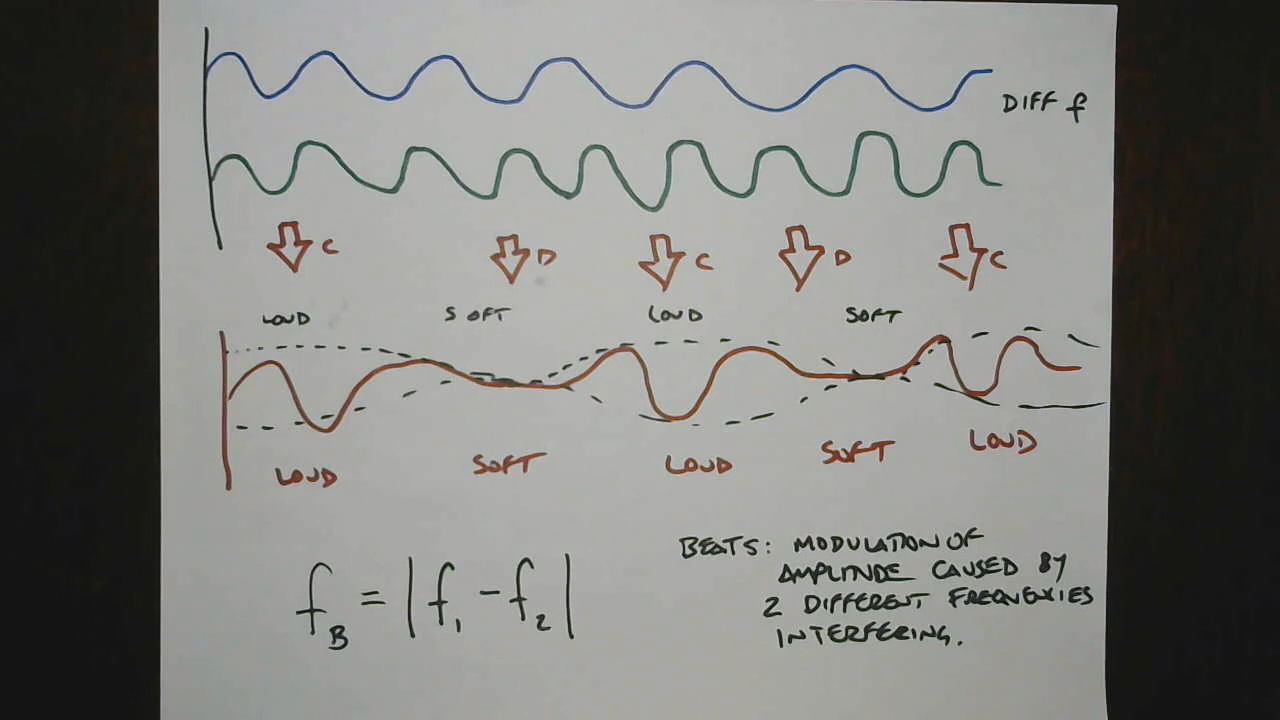 DIFF f
C D C D C
LOUD SOFT LOUD SOFT
LOUD SOFT LOUD SOFT LOUD
f_B = |f_1 - f_2|
BEATS: MODULATION OF
AMPLITUDE CAUSED BY
2 DIFFERENT FREQUENCIES
INTERFERING.